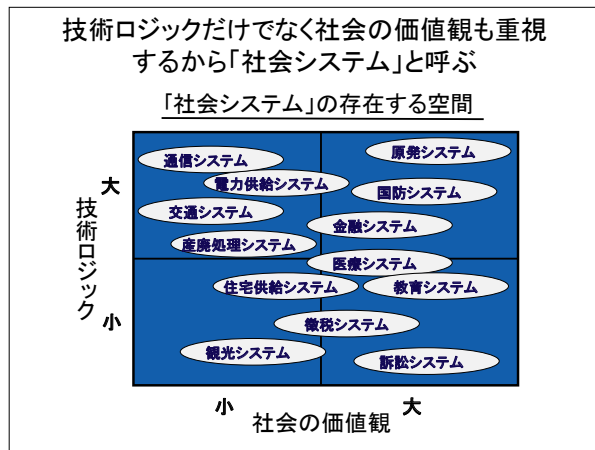 技術ロジックだけでなく社会の価値観も重視
するから「社会システム」と呼ぶ
「社会システム」の存在する空間
通信システム
原発システム
電力供給システム
国防システム
交通システム
金融システム
産廃処理システム
医療システム
住宅供給システム
教育システム
徴税システム
観光システム
訴訟システム
大
技術ロジック
小
小
大
社会の価値観